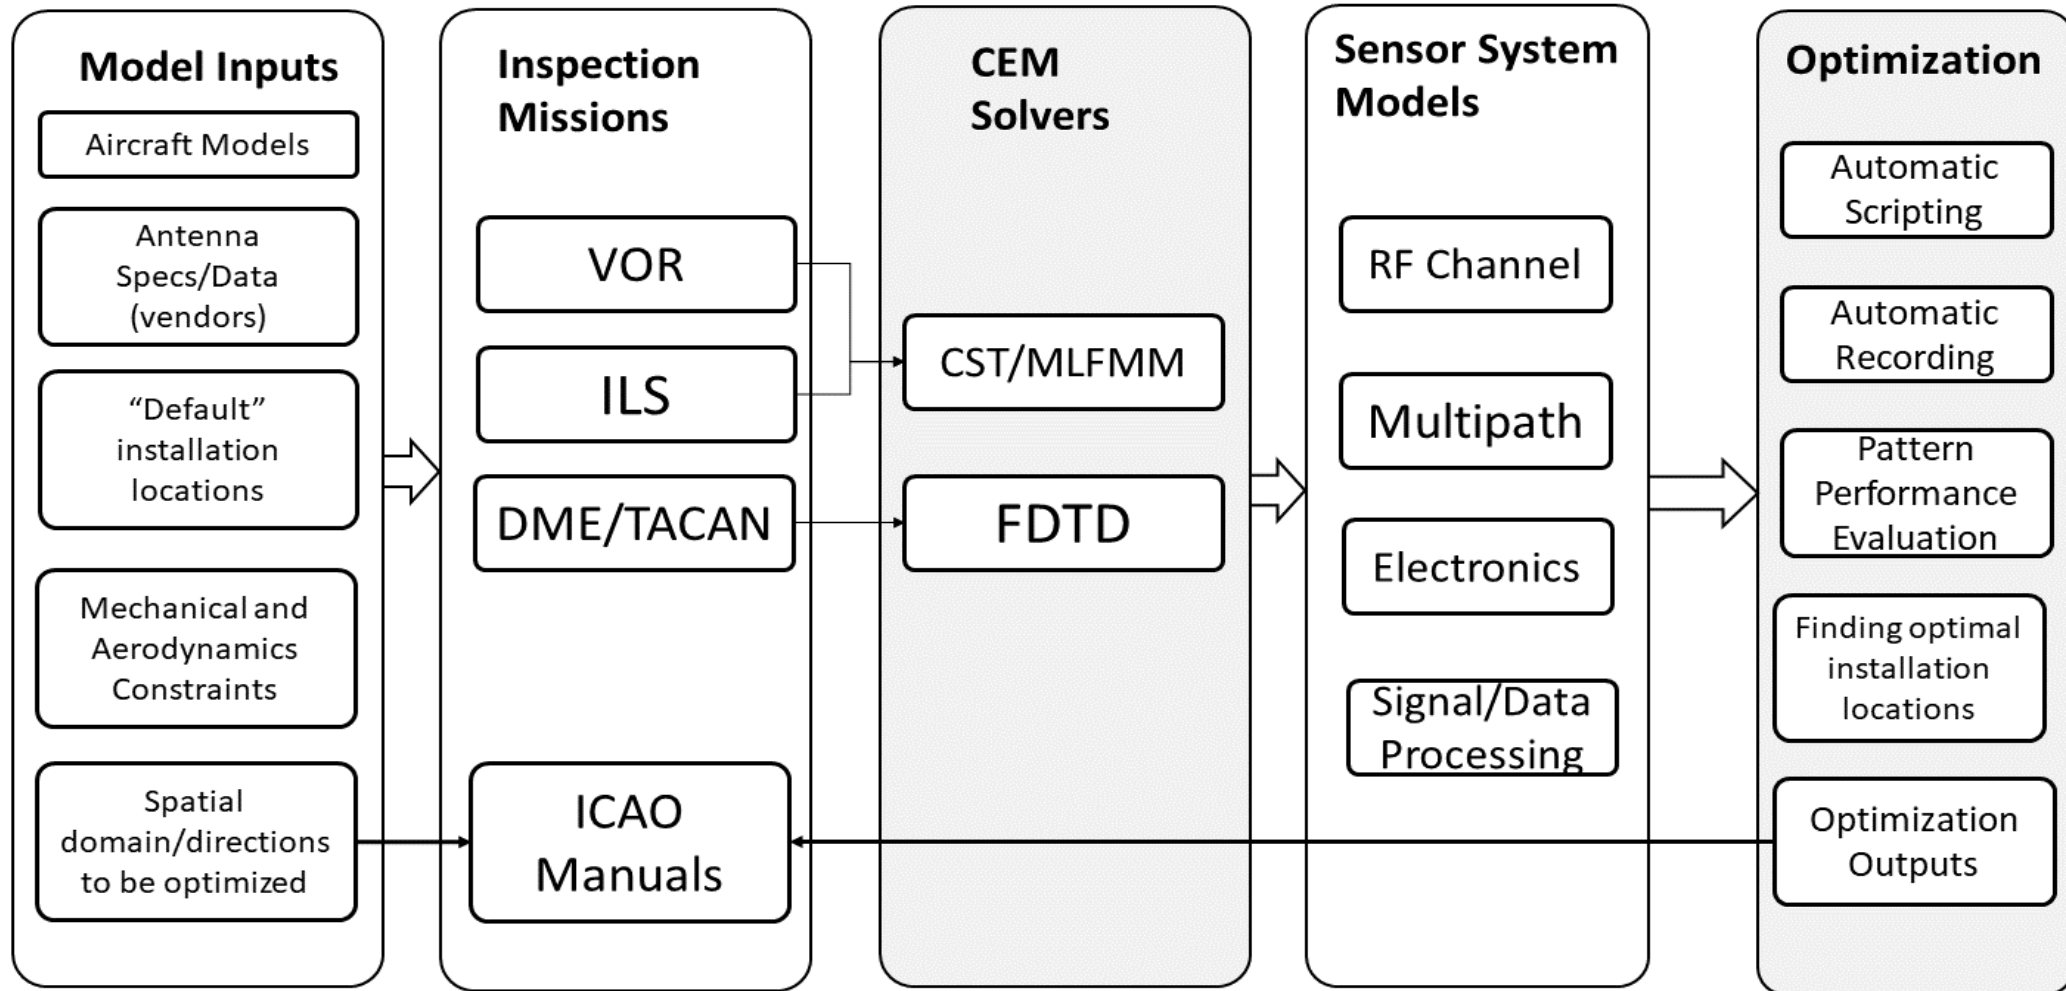 Model Inputs
Aircraft Models
Antenna
Specs/Data
(vendors)
“Default”
installation
locations
Mechanical and
Aerodynamics
Constraints
Spatial
domain/directions
to be optimized
Inspection
Missions
VOR
ILS
DME/TACAN
ICAO
Manuals
CEM
Solvers
CST/MLFMM
FDTD
Sensor System
Models
RF Channel
Multipath
Electronics
Signal/Data
Processing
Optimization
Automatic
Scripting
Automatic
Recording
Pattern
Performance
Evaluation
Finding optimal
installation
locations
Optimization
Outputs